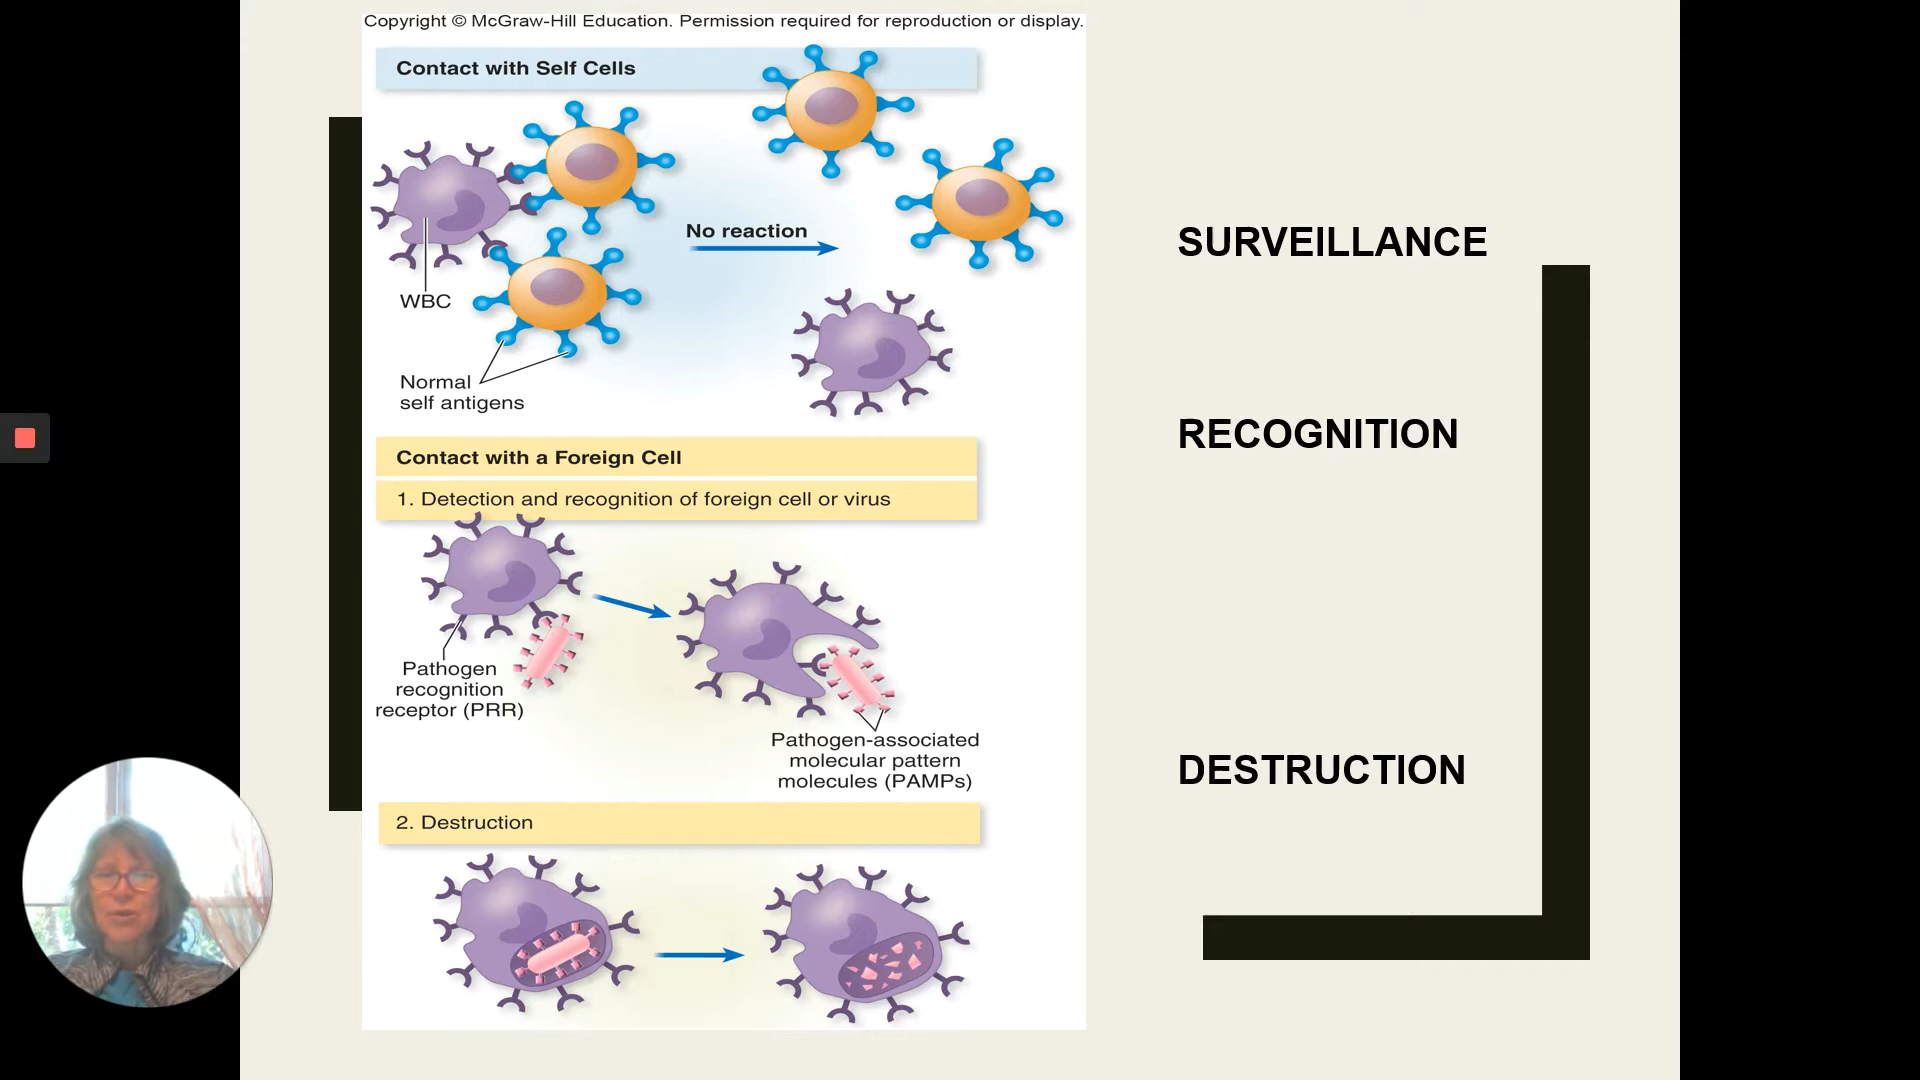 Copyright © McGraw-Hill Education. Permission required for reproduction or display.
Contact with Self Cells
No reaction
WBC
Normal
self antigens
Contact with a Foreign Cell
1. Detection and recognition of foreign cell or virus
Pathogen
recognition
receptor (PRR)
Pathogen-associated
molecular pattern
molecules (PAMPs)
2. Destruction
SURVEILLANCE
RECOGNITION
DESTRUCTION